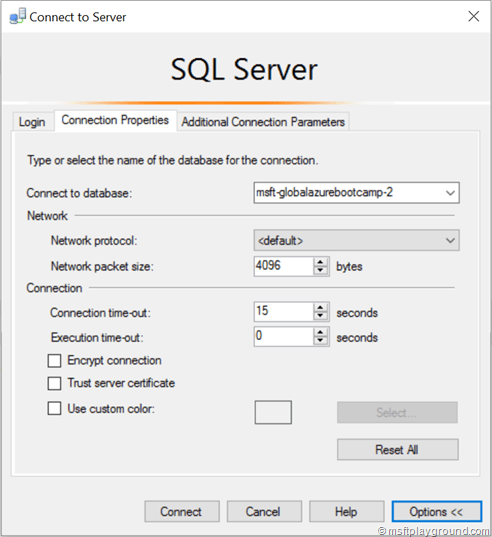 Connect to Server
SQL Server
Login Connection Properties Additional Connection Parameters
Type or select the name of the database for the connection.
Connect to database: msft-globalazurebootcamp-2
Network
Network protocol: <default>
Network packet size: 4096 bytes
Connection
Connection time-out: 15 seconds
Execution time-out: 0 seconds
Encrypt connection
Trust server certificate
Use custom color: Select...
Reset All
Connect Cancel Help Options <<
© msftplayground.com